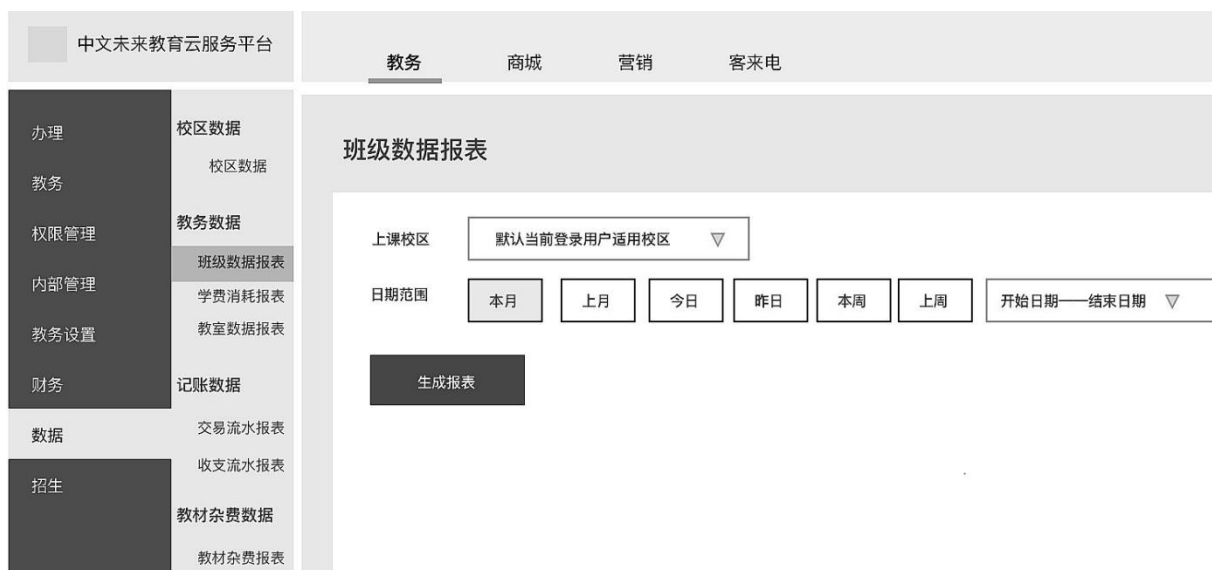 中文未来教育云服务平台
教务 商城 营销 客来电
办理
教务
权限管理
内部管理
教务设置
财务
数据
招生
校区数据
校区数据
教务数据
班级数据报表
学费消耗报表
教室数据报表
记账数据
交易流水报表
收支流水报表
教材杂费数据
教材杂费报表
班级数据报表
上课校区 默认当前登录用户适用校区
日期范围 本月 上月 今日 昨日 本周 上周 开始日期——结束日期
生成报表